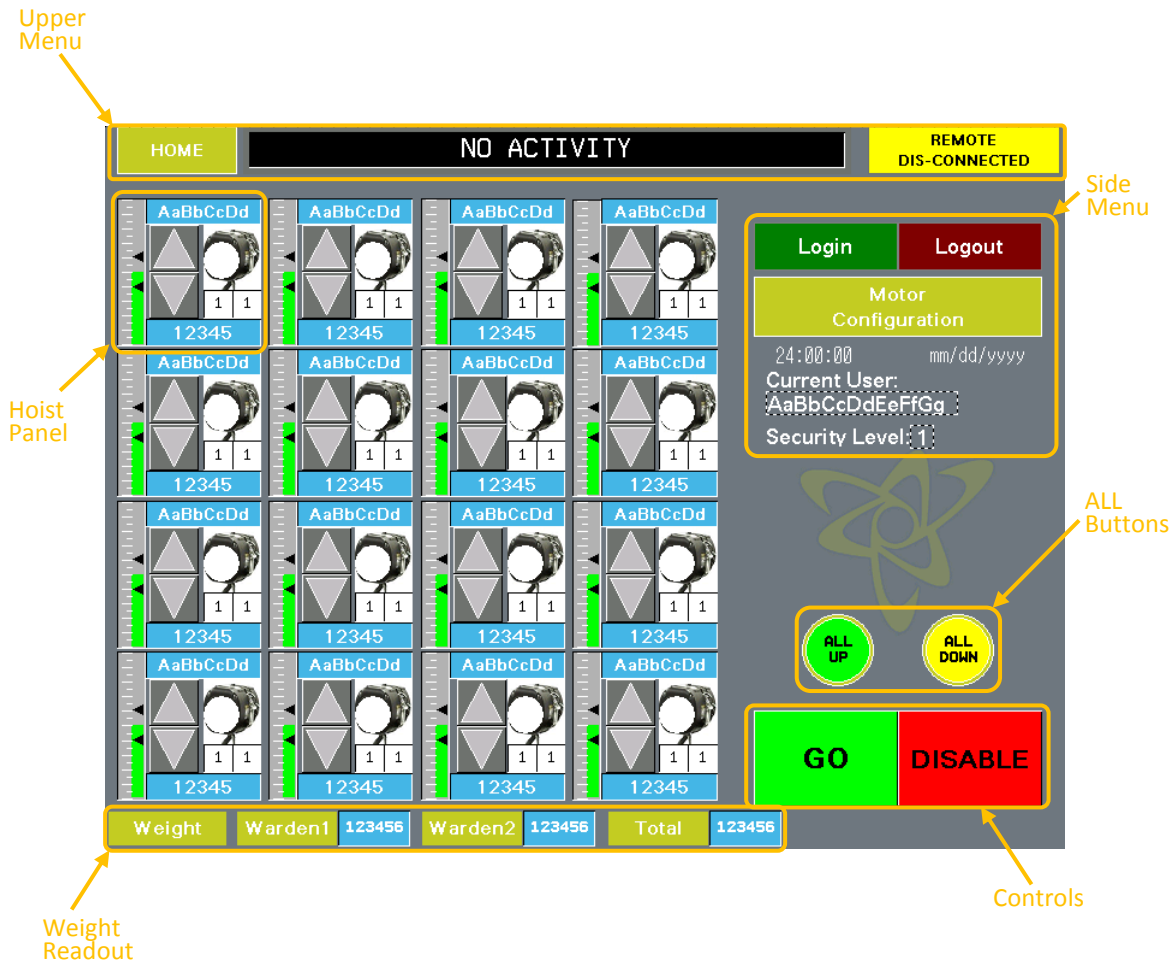 Upper
Menu
HOME
NO ACTIVITY
REMOTE
DIS-CONNECTED
Side
Menu
AaBbCcDd AaBbCcDd AaBbCcDd AaBbCcDd
1 1 1 1 1 1 1 1
12345 12345 12345 12345
Login Logout
Motor
Configuration
24:00:00 mm/dd/yyyy
Current User:
AaBbCcDdEeFfGg
Security Level: 1
Hoist
Panel
AaBbCcDd AaBbCcDd AaBbCcDd AaBbCcDd
1 1 1 1 1 1 1 1
12345 12345 12345 12345
AaBbCcDd AaBbCcDd AaBbCcDd AaBbCcDd
1 1 1 1 1 1 1 1
12345 12345 12345 12345
ALL
Buttons
ALL
UP
ALL
DOWN
AaBbCcDd AaBbCcDd AaBbCcDd AaBbCcDd
1 1 1 1 1 1 1 1
12345 12345 12345 12345
GO DISABLE
Weight Warden1 123456 Warden2 123456 Total 123456
Controls
Weight
Readout